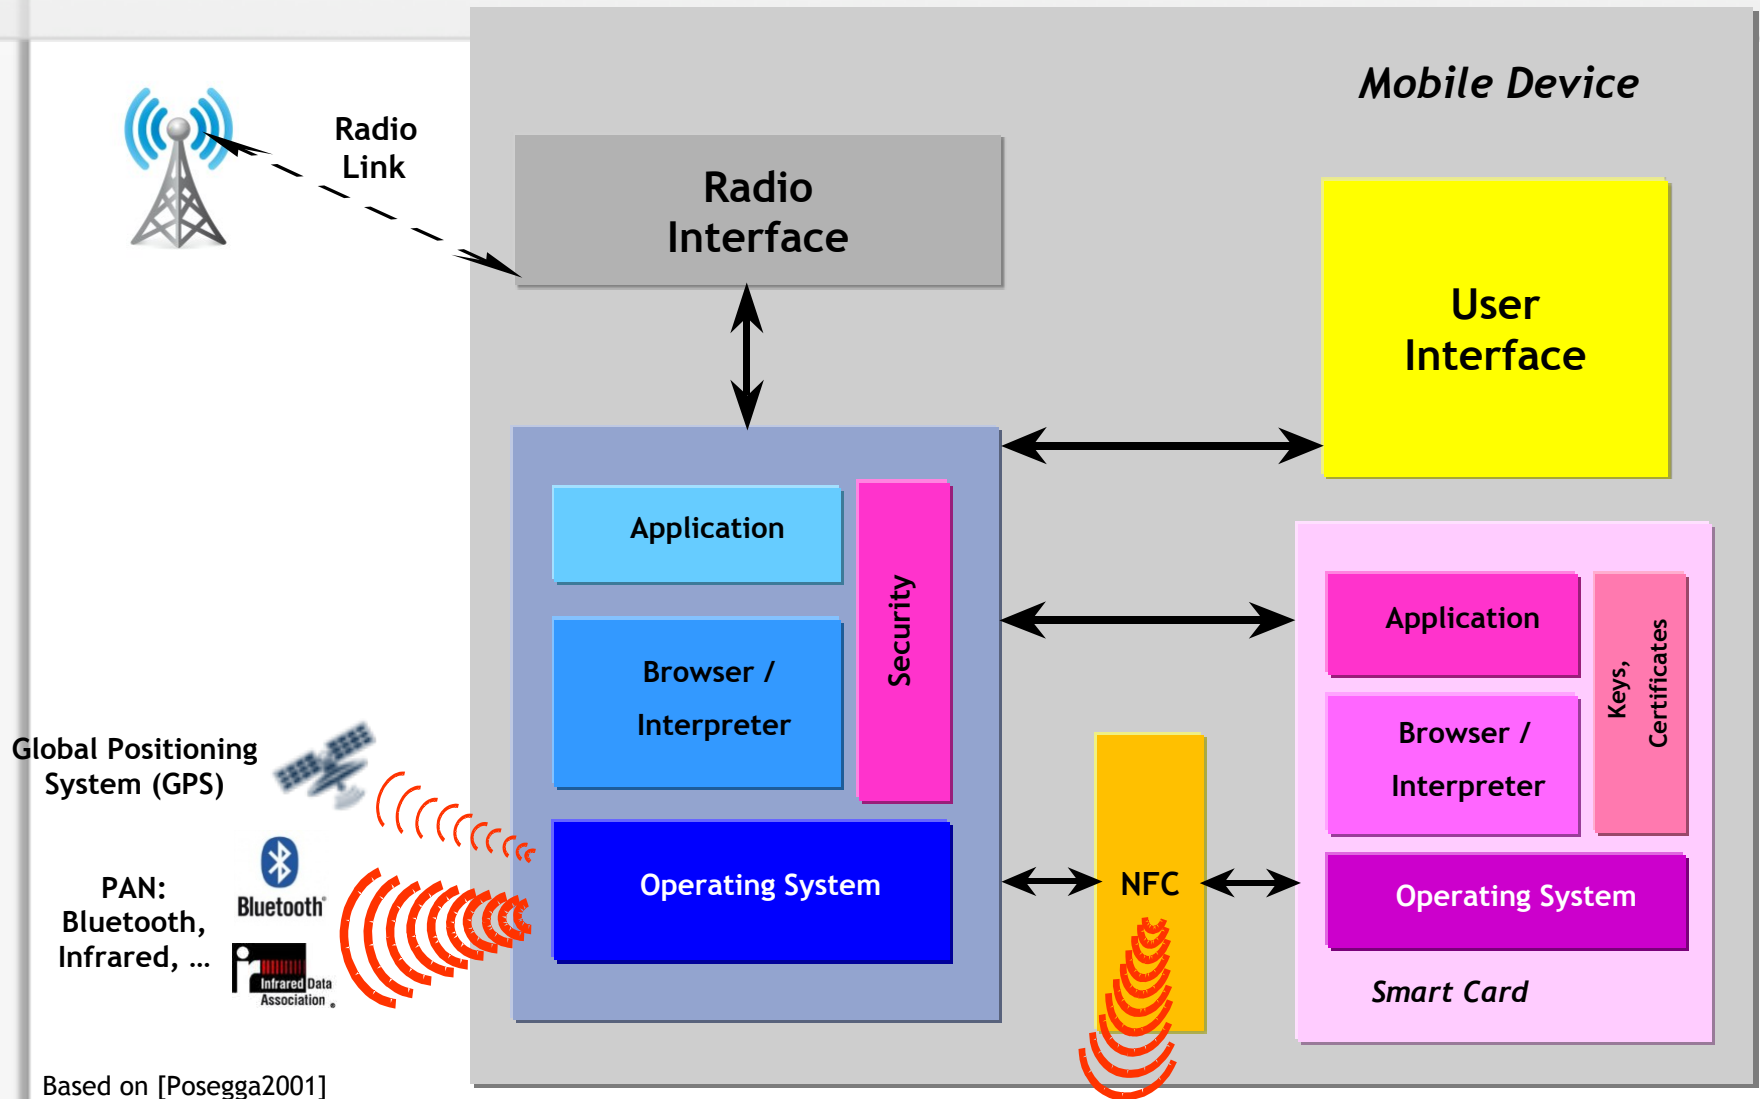 Mobile Device
Radio
Link
Radio
Interface
User
Interface
Application
Security
Browser /
Interpreter
Operating System
Application
Keys,
Certificates
Browser /
Interpreter
Operating System
Smart Card
NFC
Global Positioning
System (GPS)
PAN:
Bluetooth,
Infrared, …
Bluetooth®
Infrared Data
Association ®
Based on [Posegga2001]